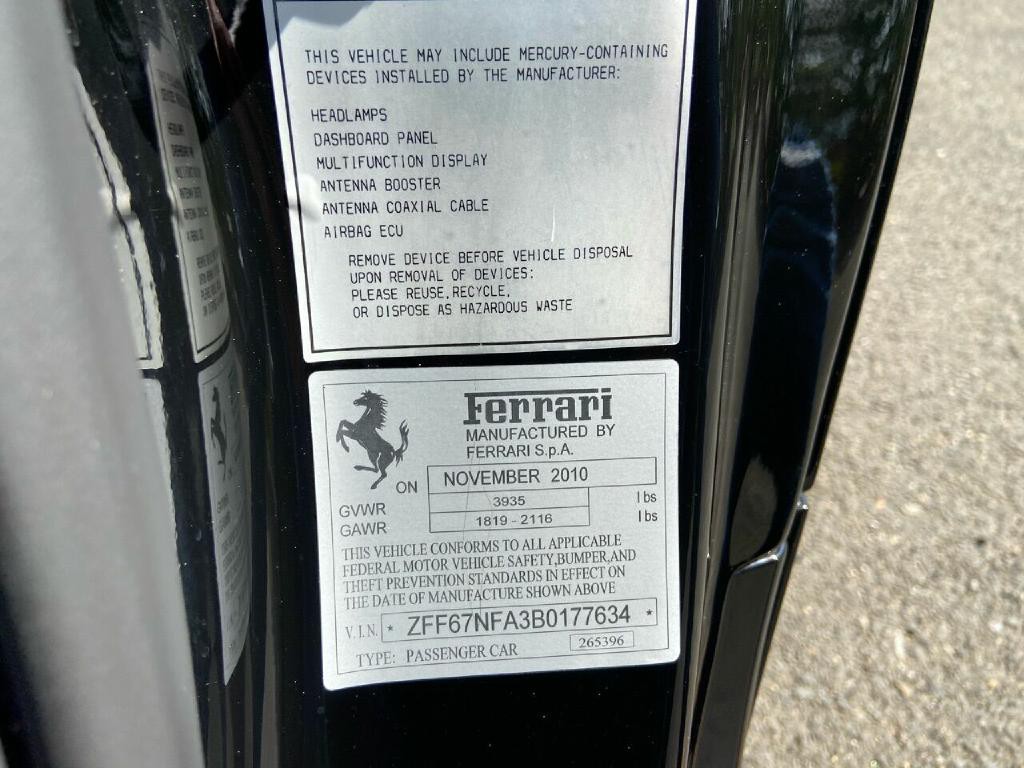 THIS VEHICLE MAY INCLUDE MERCURY-CONTAINING
DEVICES INSTALLED BY THE MANUFACTURER:
HEADLAMPS
DASHBOARD PANEL
MULTIFUNCTION DISPLAY
ANTENNA BOOSTER
ANTENNA COAXIAL CABLE
AIRBAG ECU
REMOVE DEVICE BEFORE VEHICLE DISPOSAL
UPON REMOVAL OF DEVICES:
PLEASE REUSE, RECYCLE,
OR DISPOSE AS HAZARDOUS WASTE
Ferrari
MANUFACTURED BY
FERRARI S.p.A.
ON NOVEMBER 2010
GVWR 3935 lbs
GAWR 1819 - 2116 lbs
THIS VEHICLE CONFORMS TO ALL APPLICABLE
FEDERAL MOTOR VEHICLE SAFETY, BUMPER, AND
THEFT PREVENTION STANDARDS IN EFFECT ON
THE DATE OF MANUFACTURE SHOWN ABOVE
V.I.N. * ZFF67NFA3B0177634 *
TYPE: PASSENGER CAR 265396